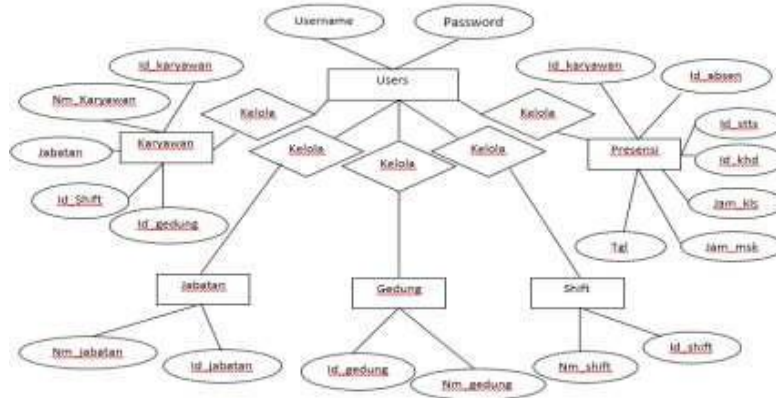 Username
Password
Id_karyawan
Id_karyawan
Id_absen
Users
Nm_Karyawan
Kelola
Kelola
Id_stts
Karyawan
Kelola
Kelola
Kelola
Presensi
Jabatan
Id_khd
Id_Shift
Jam_kls
Id_gedung
Tgl
Jam_msk
Jabatan
Gedung
Shift
Nm_jabatan
Id_jabatan
Id_gedung
Nm_gedung
Nm_shift
Id_shift